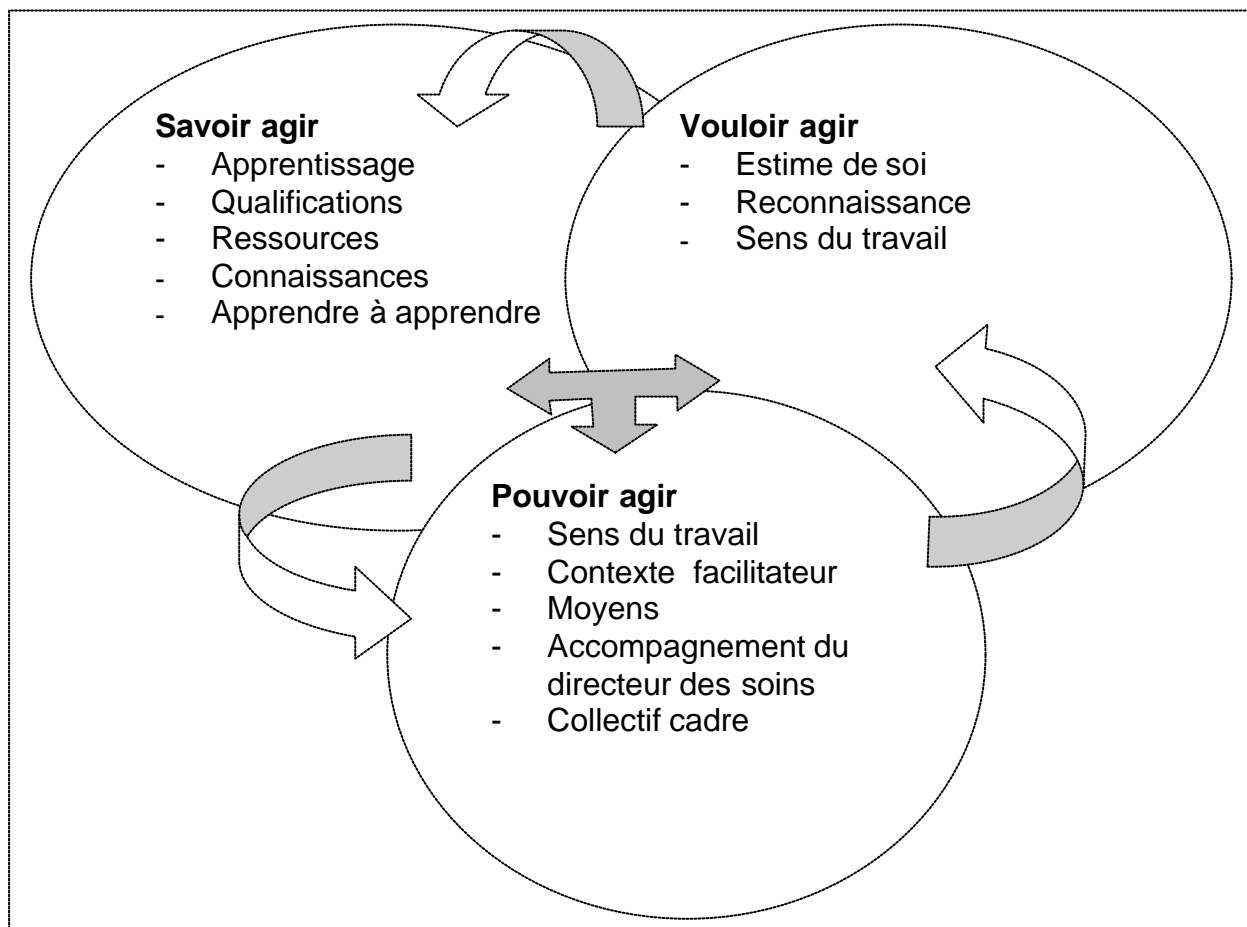 Savoir agir
- Apprentissage
- Qualifications
- Ressources
- Connaissances
- Apprendre à apprendre
Vouloir agir
- Estime de soi
- Reconnaissance
- Sens du travail
Pouvoir agir
- Sens du travail
- Contexte facilitateur
- Moyens
- Accompagnement du
directeur des soins
- Collectif cadre